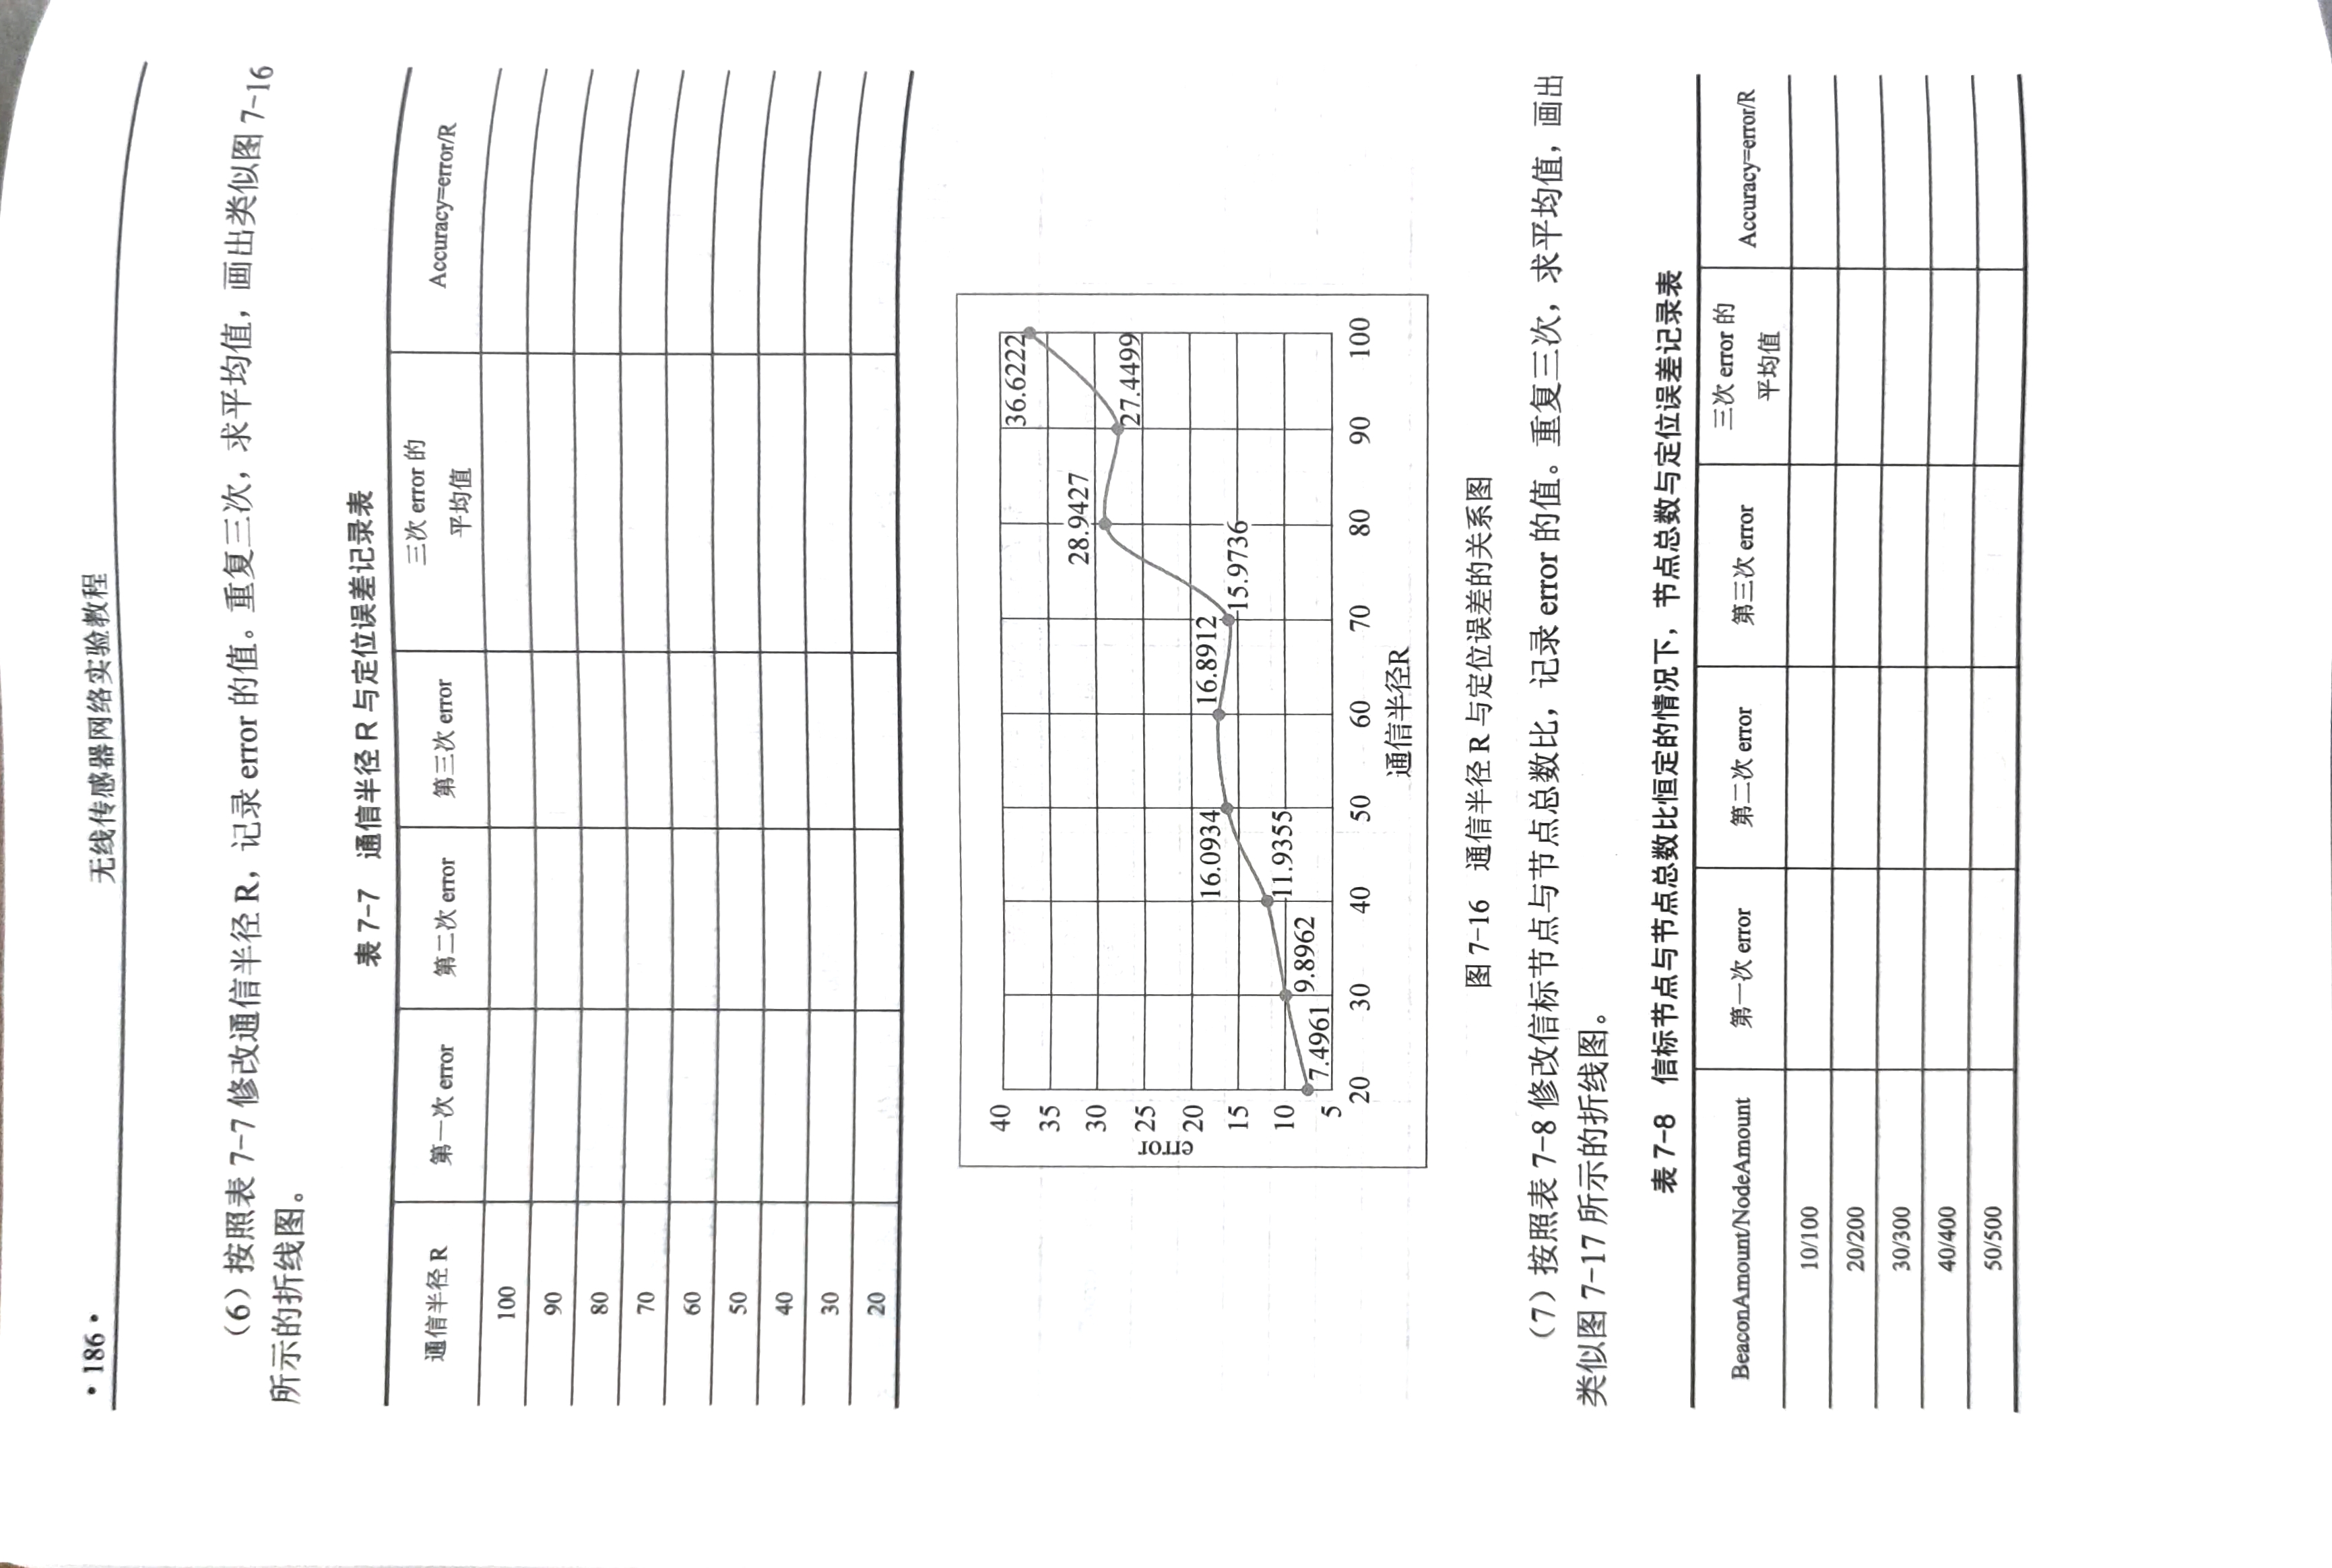 ·186·
无线传感器网络实验教程
（6）按照表 7-7 修改通信半径 R，记录 error 的值。重复三次，求平均值，画出类似图 7-16
所示的折线图。
表 7-7 通信半径 R 与定位误差记录表
通信半径 R 第一次 error 第二次 error 第三次 error 三次 error 的平均值 Accuracy=error/R
100
90
80
70
60
50
40
30
20
40
35
30
25
20
15
10
5
error
36.6222
28.9427
27.4499
16.0934
16.8912
15.9736
11.9355
9.8962
7.4961
20 30 40 50 60 70 80 90 100
通信半径R
图 7-16 通信半径 R 与定位误差的关系图
（7）按照表 7-8 修改信标节点与节点总数比，记录 error 的值。重复三次，求平均值，画出
类似图 7-17 所示的折线图。
表 7-8 信标节点与节点总数比恒定的情况下，节点总数与定位误差记录表
BeaconAmount/NodeAmount 第一次 error 第二次 error 第三次 error 三次 error 的平均值 Accuracy=error/R
10/100
20/200
30/300
40/400
50/500